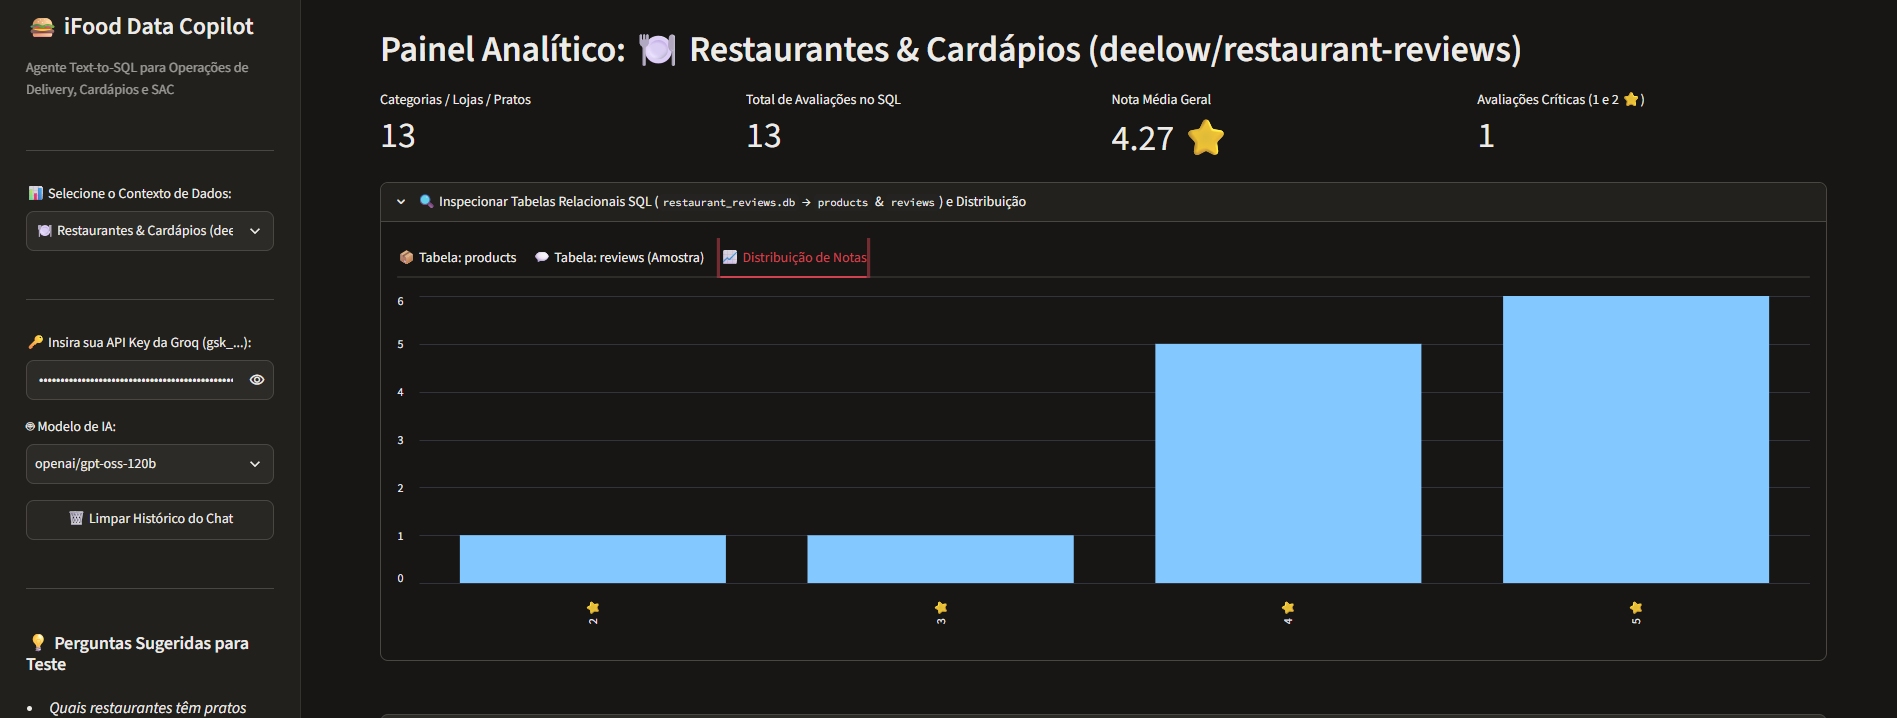 iFood Data Copilot
Agente Text-to-SQL para Operações de
Delivery, Cardápios e SAC
Selecione o Contexto de Dados:
Restaurantes & Cardápios (dee
Insira sua API Key da Groq (gsk_...):
Modelo de IA:
openai/gpt-oss-120b
Limpar Histórico do Chat
Perguntas Sugeridas para
Teste
Quais restaurantes têm pratos
Painel Analítico: Restaurantes & Cardápios (deelow/restaurant-reviews)
Categorias / Lojas / Pratos
13
Total de Avaliações no SQL
13
Nota Média Geral
4.27
Avaliações Críticas (1 e 2 ⭐)
1
Inspecionar Tabelas Relacionais SQL ( restaurant_reviews.db → products & reviews ) e Distribuição
Tabela: products
Tabela: reviews (Amostra)
Distribuição de Notas
6
5
4
3
2
1
0
2 ⭐
3 ⭐
4 ⭐
5 ⭐